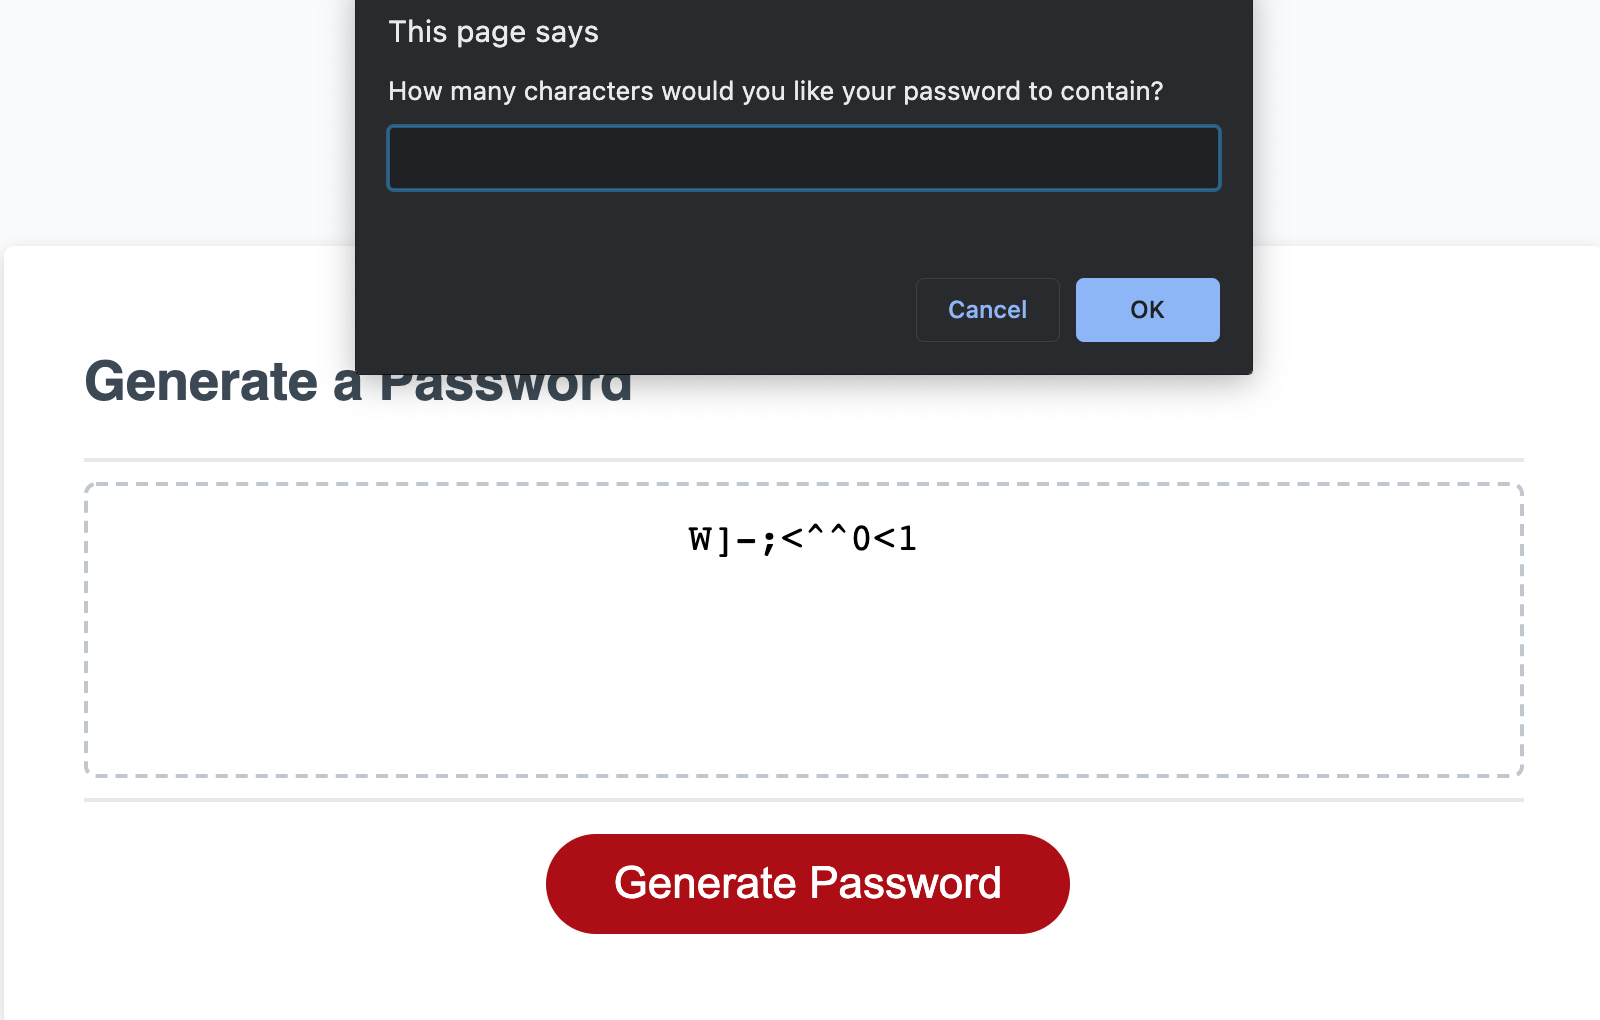 This page says
How many characters would you like your password to contain?
Cancel
OK
Generate a Password
W]-;<^^0<1
Generate Password